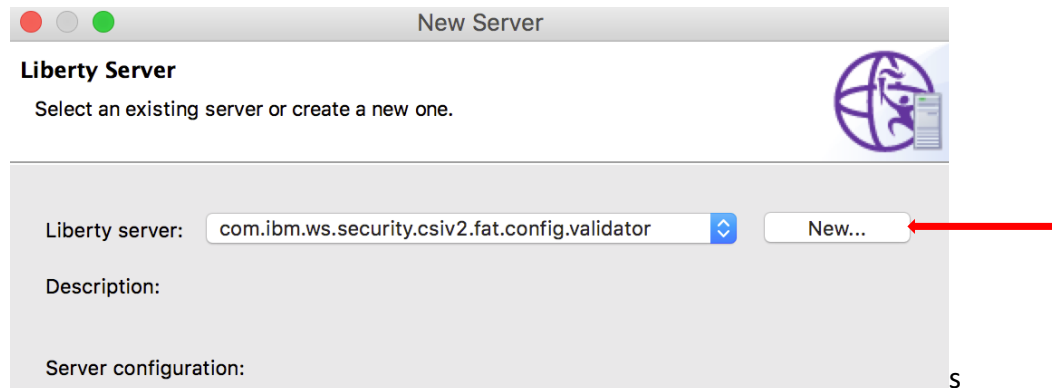 New Server
Liberty Server
Select an existing server or create a new one.
Liberty server: com.ibm.ws.security.csiv2.fat.config.validator New...
Description:
Server configuration:
s